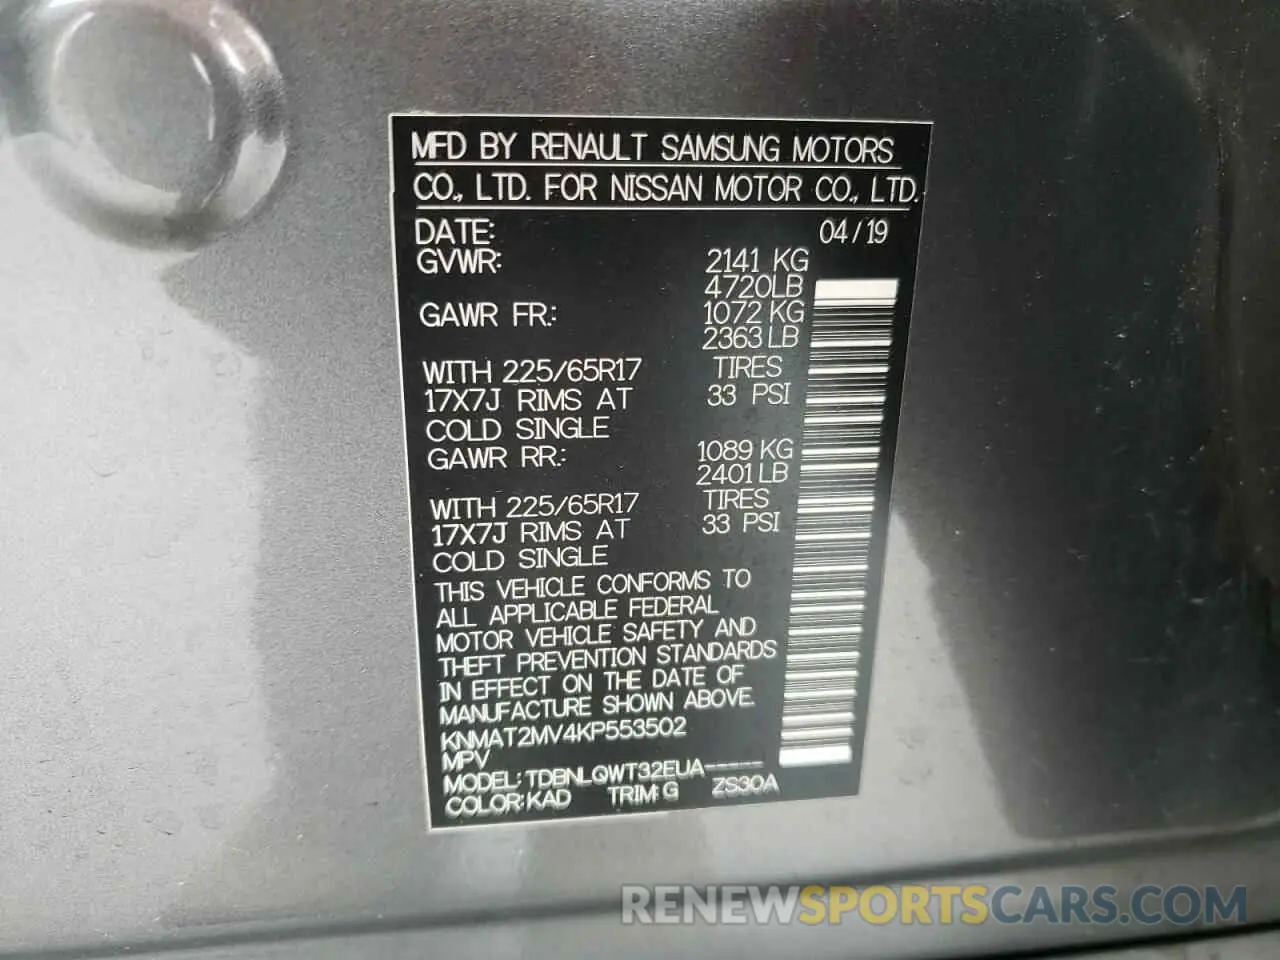 MFD BY RENAULT SAMSUNG MOTORS
CO., LTD. FOR NISSAN MOTOR CO., LTD.
DATE: 04/19
GVWR: 2141 KG
4720LB
GAWR FR.: 1072 KG
2363 LB
WITH 225/65R17 TIRES
17X7J RIMS AT 33 PSI
COLD SINGLE
GAWR RR.: 1089 KG
2401 LB
WITH 225/65R17 TIRES
17X7J RIMS AT 33 PSI
COLD SINGLE
THIS VEHICLE CONFORMS TO
ALL APPLICABLE FEDERAL
MOTOR VEHICLE SAFETY AND
THEFT PREVENTION STANDARDS
IN EFFECT ON THE DATE OF
MANUFACTURE SHOWN ABOVE.
KNMAT2MV4KP553502
MPV
MODEL: TDBNLQWT32EUA-----
COLOR: KAD TRIM: G ZS30A
RENEWSPORTSCARS.COM